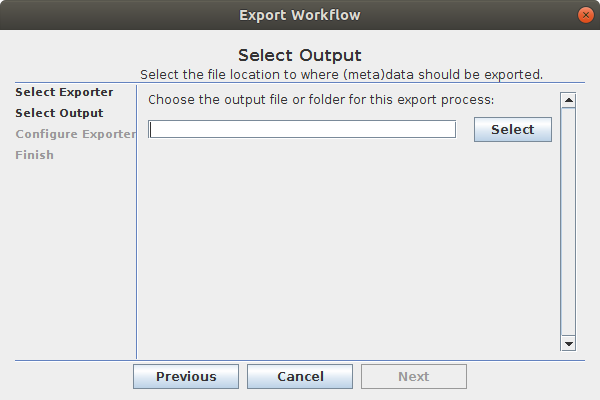 Export Workflow
Select Output
Select the file location to where (meta)data should be exported.
Select Exporter
Select Output
Configure Exporter
Finish
Choose the output file or folder for this export process:
Select
Previous
Cancel
Next